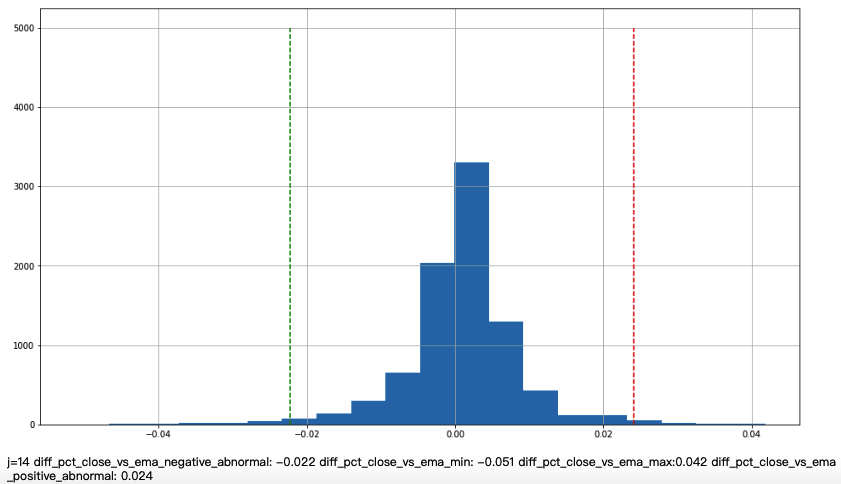 5000
4000
3000
2000
1000
0
−0.04 −0.02 0.00 0.02 0.04
j=14 diff_pct_close_vs_ema_negative_abnormal: −0.022 diff_pct_close_vs_ema_min: −0.051 diff_pct_close_vs_ema_max:0.042 diff_pct_close_vs_ema
_positive_abnormal: 0.024